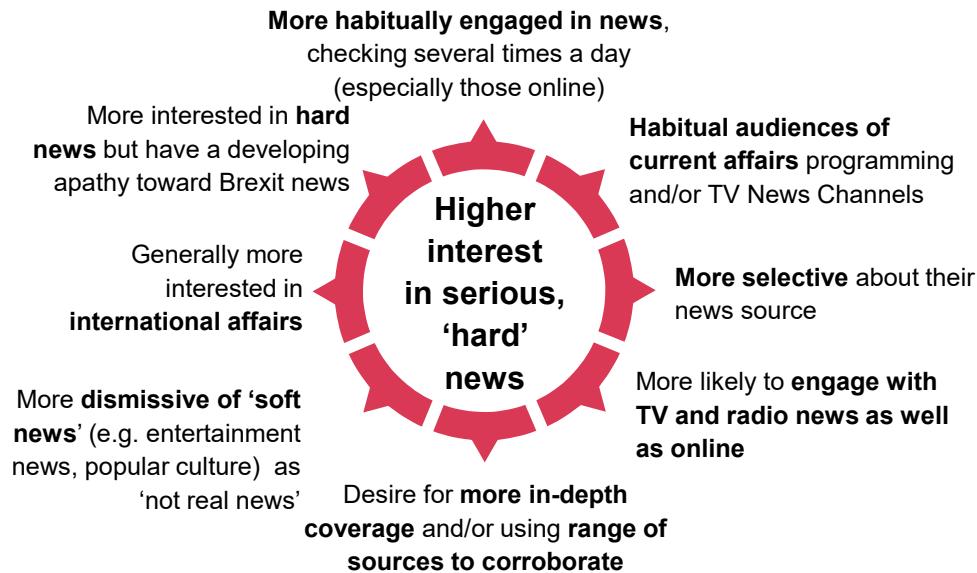 More habitually engaged in news,
checking several times a day
(especially those online)
Habitual audiences of
current affairs programming
and/or TV News Channels
More selective about their
news source
More likely to engage with
TV and radio news as well
as online
Desire for more in-depth
coverage and/or using range of
sources to corroborate
More dismissive of ‘soft
news’ (e.g. entertainment
news, popular culture)  as
‘not real news’
Generally more
interested in
international affairs
More interested in hard
news but have a developing
apathy toward Brexit news
Higher
interest
in serious,
‘hard’
news